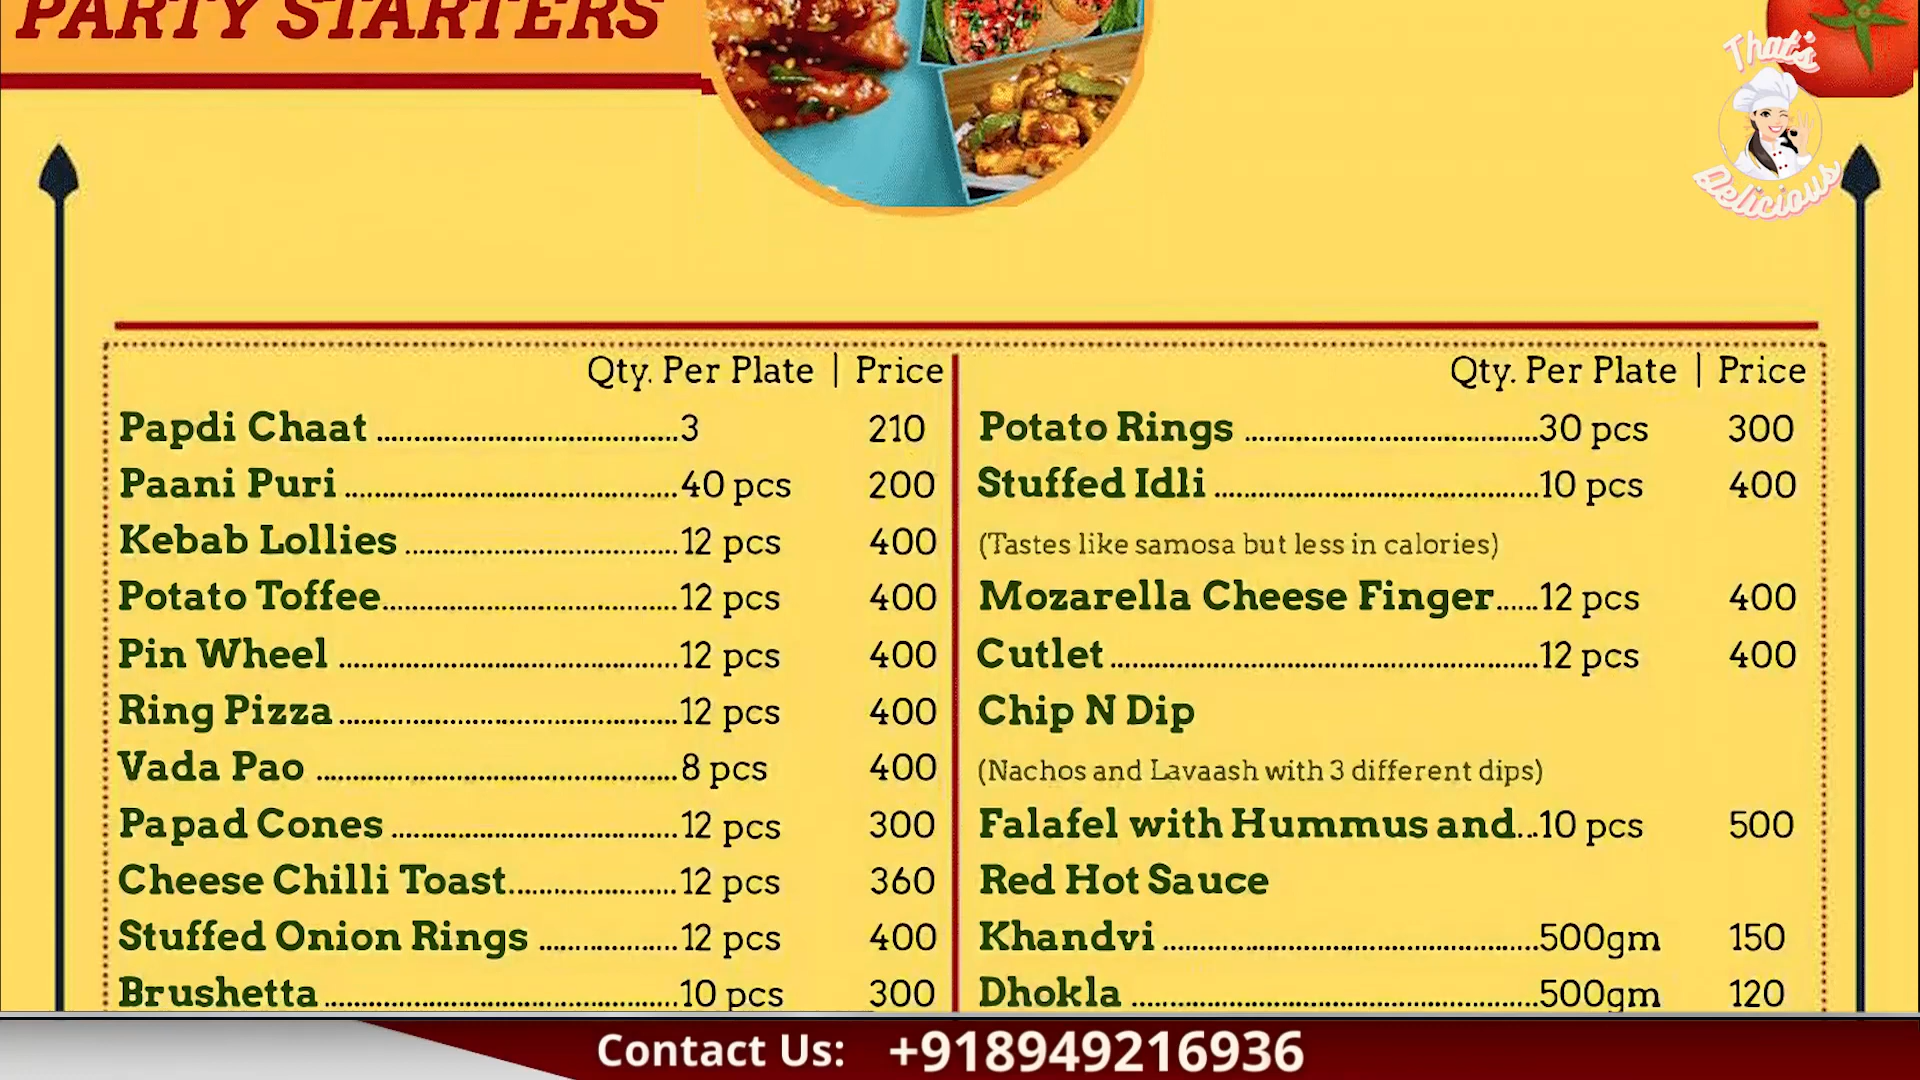 PARTY STARTERS
That's
Delicious
Qty. Per Plate | Price
Papdi Chaat ..............................3 210
Paani Puri .................................40 pcs 200
Kebab Lollies ...........................12 pcs 400
Potato Toffee.............................12 pcs 400
Pin Wheel .................................12 pcs 400
Ring Pizza .................................12 pcs 400
Vada Pao ...................................8 pcs 400
Papad Cones ............................12 pcs 300
Cheese Chilli Toast.................12 pcs 360
Stuffed Onion Rings ..............12 pcs 400
Brushetta ..................................10 pcs 300
Qty. Per Plate | Price
Potato Rings .............................30 pcs 300
Stuffed Idli ................................10 pcs 400
(Tastes like samosa but less in calories)
Mozarella Cheese Finger......12 pcs 400
Cutlet ..........................................12 pcs 400
Chip N Dip
(Nachos and Lavaash with 3 different dips)
Falafel with Hummus and...10 pcs 500
Red Hot Sauce
Khandvi .....................................500gm 150
Dhokla ........................................500gm 120
Contact Us: +918949216936